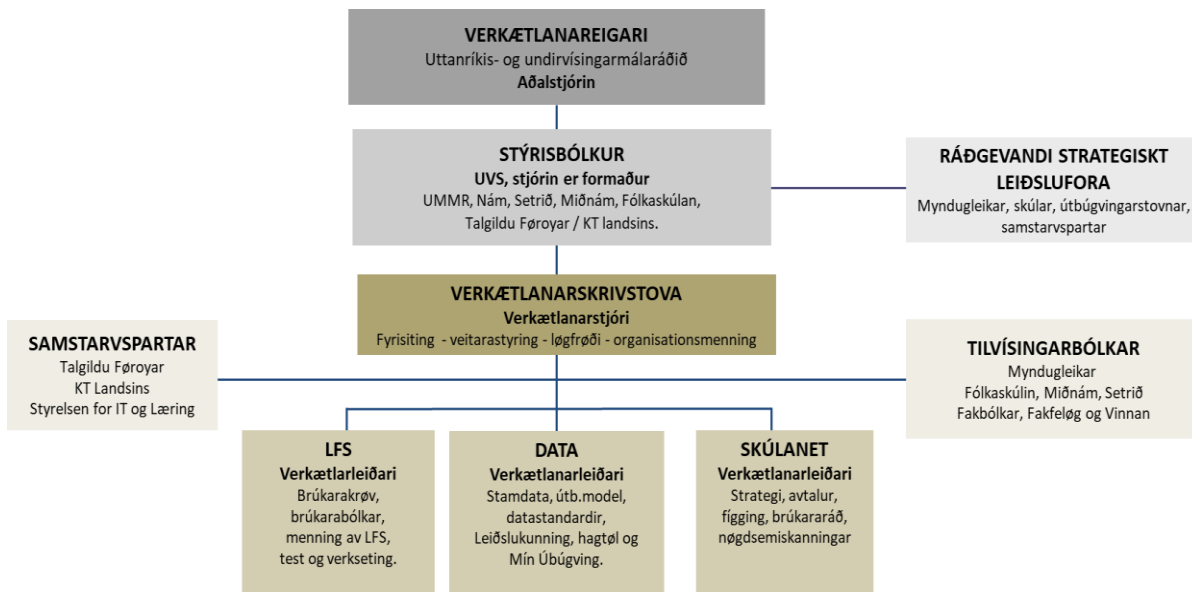 VERKÆTLANAREIGARI
Uttanríkis- og undirvísingarmálaráðið
Aðalstjórin
STÝRISBÓLKUR
UVS, stjórin er formaður
UMMR, Nám, Setrið, Miðnám, Fólkaskúlan,
Talgildu Føroyar / KT landsins.
RÁÐGEVANDI STRATEGISKT
LEIÐSLUFORA
Myndugleikar, skúlar, útbúgvingarstovnar,
samstarvspartar
VERKÆTLANARSKRIVSTOVA
Verkætlanarstjóri
Fyrisiting - veitarastyring - løgfrøði - organisationsmenning
SAMSTARVSPARTAR
Talgildu Føroyar
KT Landsins
Styrelsen for IT og Læring
TILVÍSINGARBÓLKAR
Myndugleikar
Fólkaskúlin, Miðnám, Setrið
Fakbólkar, Fakfeløg og Vinnan
LFS
Verkætlarleiðari
Brúkarakrøv,
brúkarabólkar,
menning av LFS,
test og verkseting.
DATA
Verkætlanarleiðari
Stamdata, útb.model,
datastandardir,
Leiðslukunning, hagtøl og
Mín Úbúgving.
SKÚLANET
Verkætlanarleiðari
Strategi, avtalur,
fígging, brúkararáð,
nøgdsemiskanningar